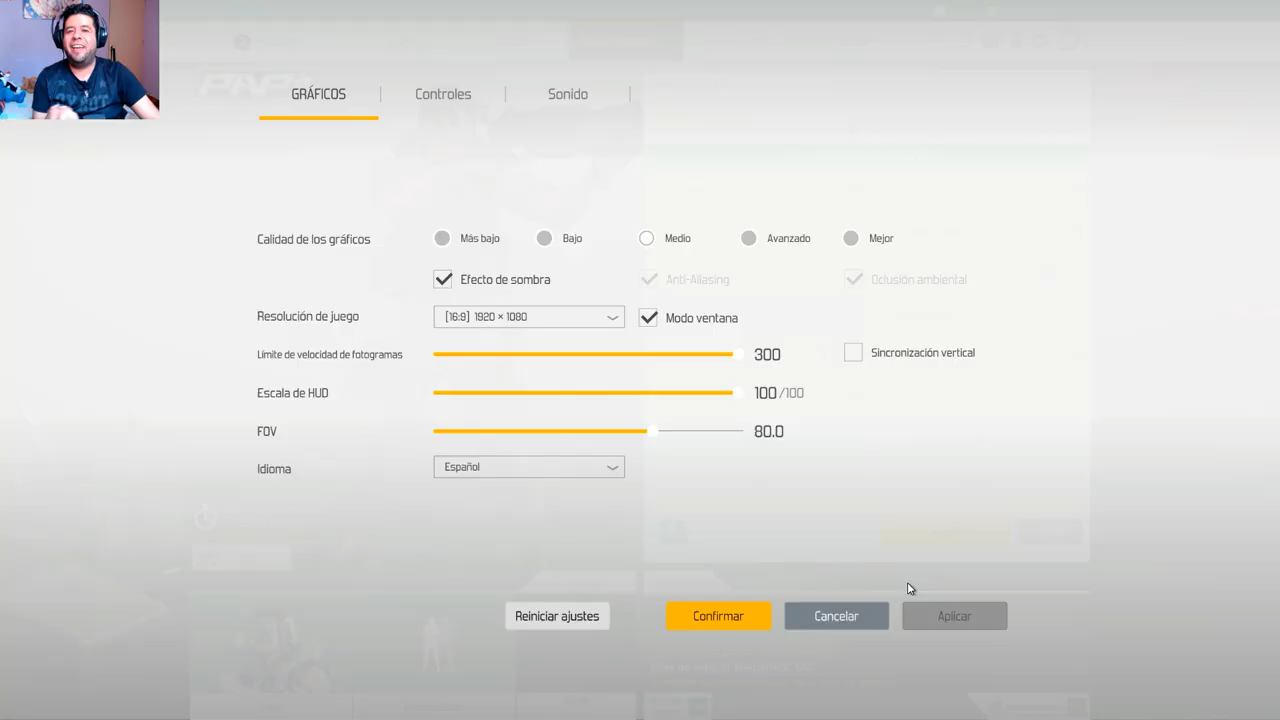 GRÁFICOS
Controles
Sonido
Calidad de los gráficos
Más bajo
Bajo
Medio
Avanzado
Mejor
Efecto de sombra
Anti-Aliasing
Oclusión ambiental
Resolución de juego
[16:9] 1920 × 1080
Modo ventana
Límite de velocidad de fotogramas
300
Sincronización vertical
Escala de HUD
100/100
FOV
80.0
Idioma
Español
Reiniciar ajustes
Confirmar
Cancelar
Aplicar